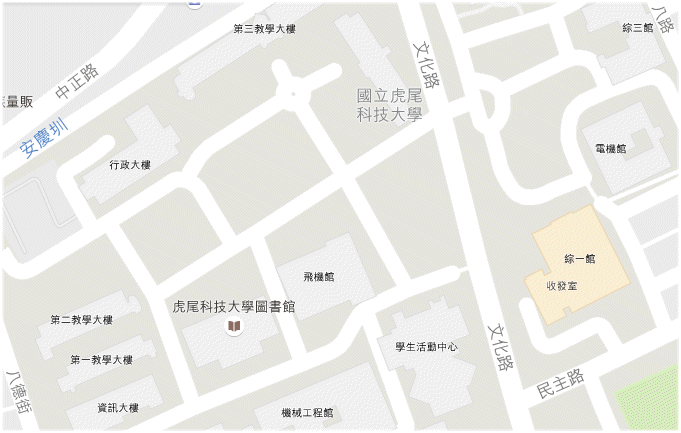 第三教學大樓
八路
綜三館
文化路
中正路
國立虎尾
科技大學
量販
安慶圳
行政大樓
電機館
綜一館
飛機館
收發室
虎尾科技大學圖書館
第二教學大樓
文化路
學生活動中心
第一教學大樓
民主路
八德街
資訊大樓
機械工程館